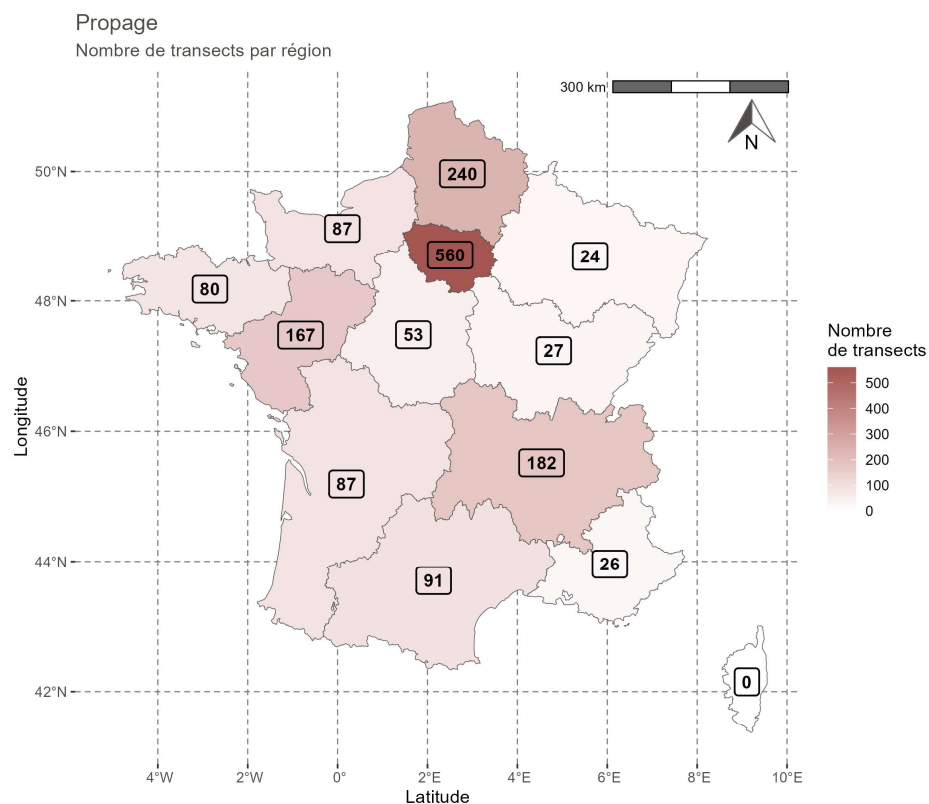 Propage
Nombre de transects par région
300 km
N
50°N
48°N
46°N
44°N
42°N
Longitude
240
87
560
24
80
167
53
27
182
87
91
26
0
Nombre
de transects
500
400
300
200
100
0
4°W 2°W 0° 2°E 4°E 6°E 8°E 10°E
Latitude